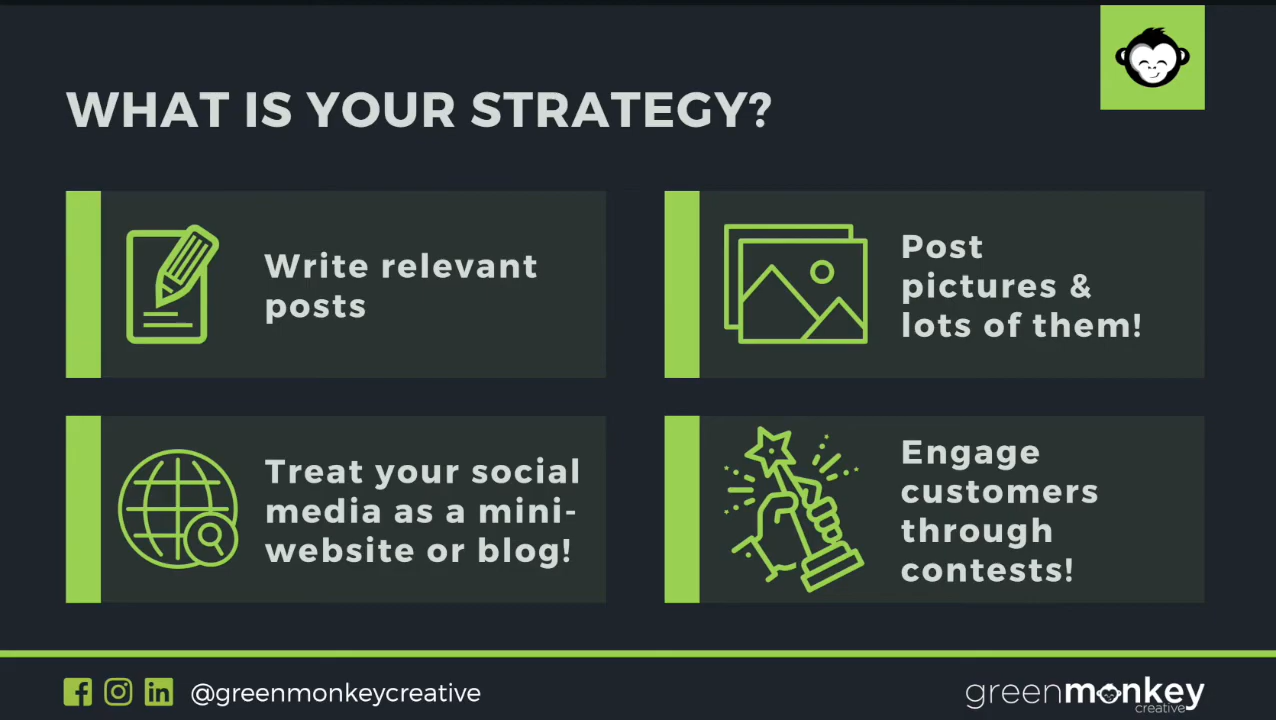 WHAT IS YOUR STRATEGY?
Write relevant
posts
Post
pictures &
lots of them!
Treat your social
media as a mini-
website or blog!
Engage
customers
through
contests!
@greenmonkeycreative
greenmonkey
creative